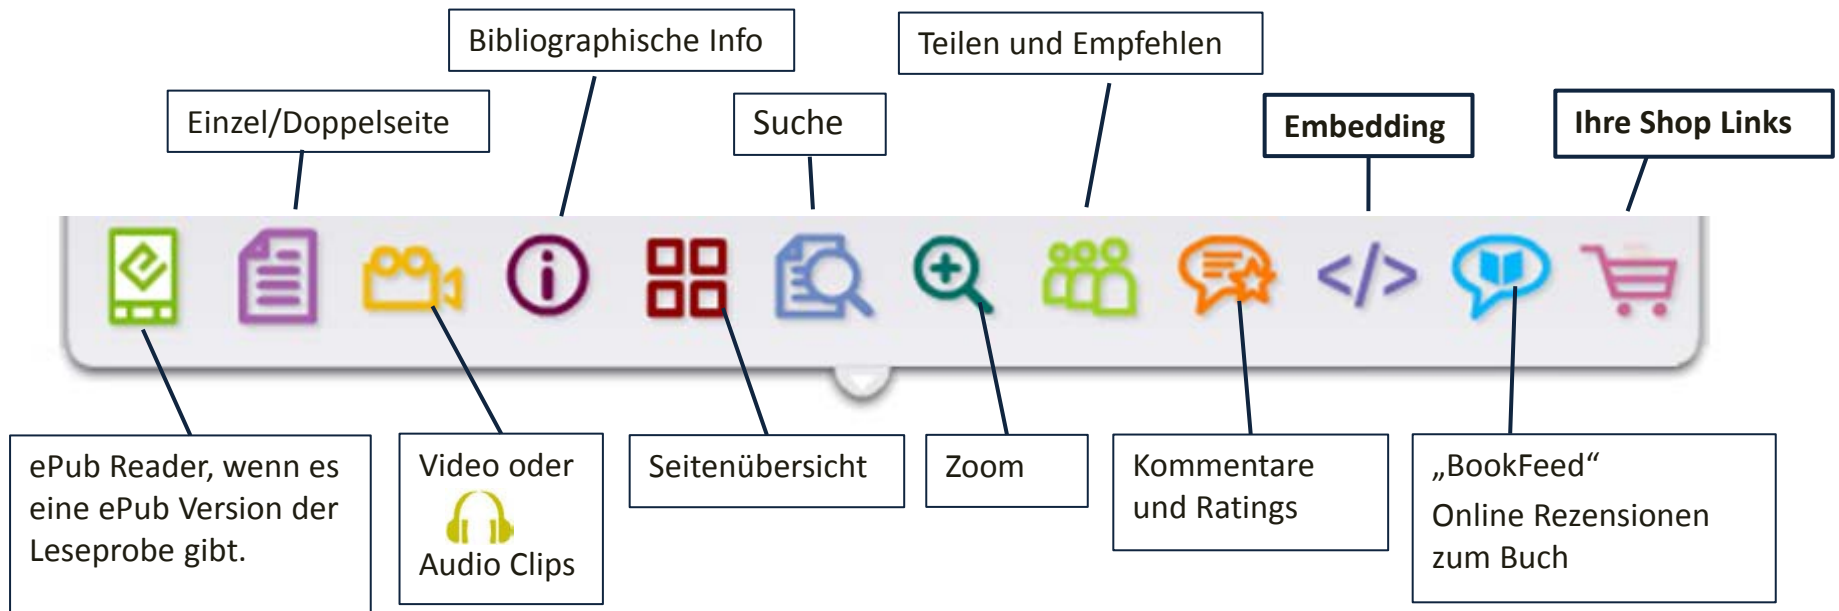 Bibliographische Info
Teilen und Empfehlen
Einzel/Doppelseite
Suche
Embedding
Ihre Shop Links
ePub Reader, wenn es
eine ePub Version der
Leseprobe gibt.
Video oder
Audio Clips
Seitenübersicht
Zoom
Kommentare
und Ratings
„BookFeed“
Online Rezensionen
zum Buch